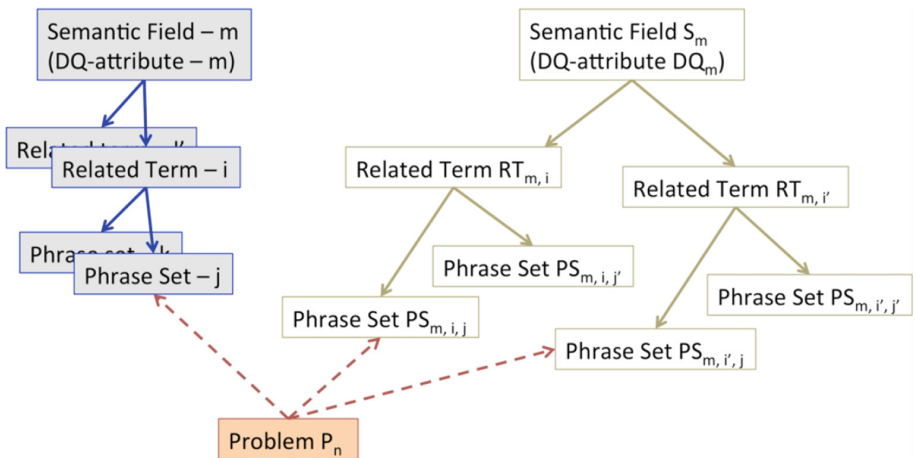 Semantic Field – m
(DQ-attribute – m)
Related Term – i
Phrase Set – j
Semantic Field Sₘ
(DQ-attribute DQₘ)
Related Term RTₘ, ᵢ
Related Term RTₘ, ᵢ'
Phrase Set PSₘ, ᵢ, ⱼ'
Phrase Set PSₘ, ᵢ', ⱼ'
Phrase Set PSₘ, ᵢ, ⱼ
Phrase Set PSₘ, ᵢ', ⱼ
Problem Pₙ